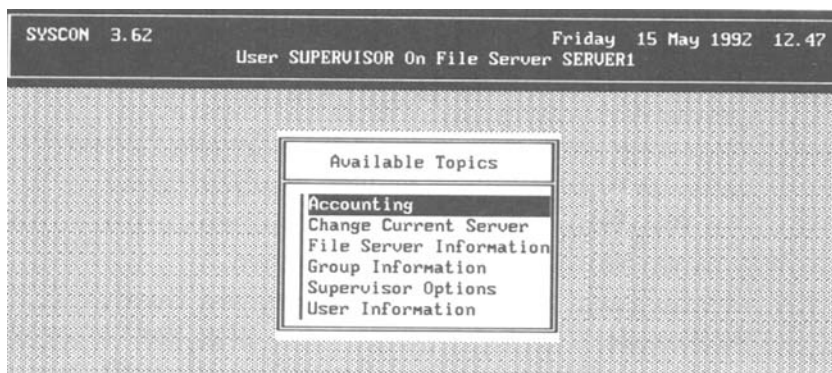 SYSCON 3.62 Friday 15 May 1992 12.47
User SUPERVISOR On File Server SERVER1
Available Topics
Accounting
Change Current Server
File Server Information
Group Information
Supervisor Options
User Information